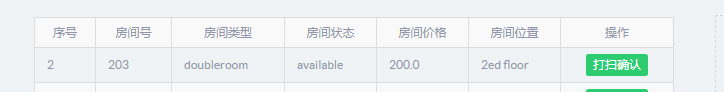 序号 房间号 房间类型 房间状态 房间价格 房间位置 操作
2 203 doubleroom available 200.0 2ed floor 打扫确认